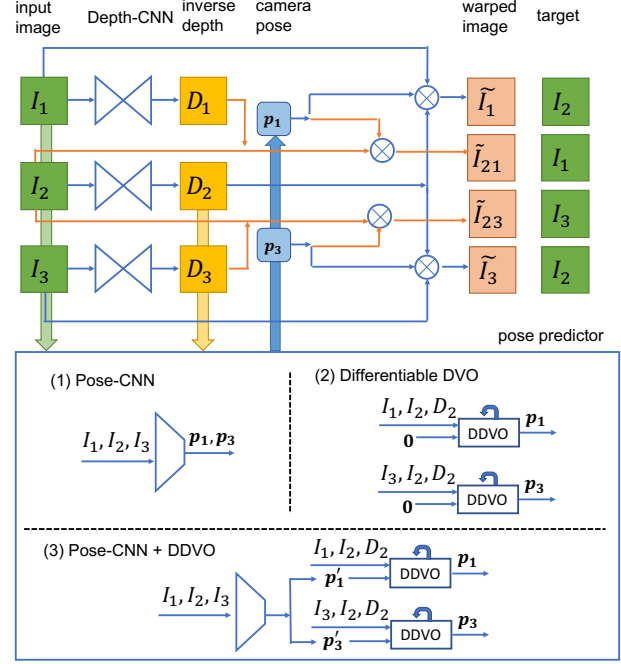 input image
Depth-CNN
inverse depth
camera pose
warped image
target
I₁
D₁
p₁
Ĩ₁
I₂
I₂
D₂
Ĩ₂₁
I₁
I₃
D₃
p₃
Ĩ₂₃
I₃
Ĩ₃
I₂
pose predictor
(1) Pose-CNN
I₁, I₂, I₃
p₁, p₃
(2) Differentiable DVO
I₁, I₂, D₂
0
DDVO
p₁
I₃, I₂, D₂
0
DDVO
p₃
(3) Pose-CNN + DDVO
I₁, I₂, I₃
I₁, I₂, D₂
p₁′
DDVO
p₁
I₃, I₂, D₂
p₃′
DDVO
p₃